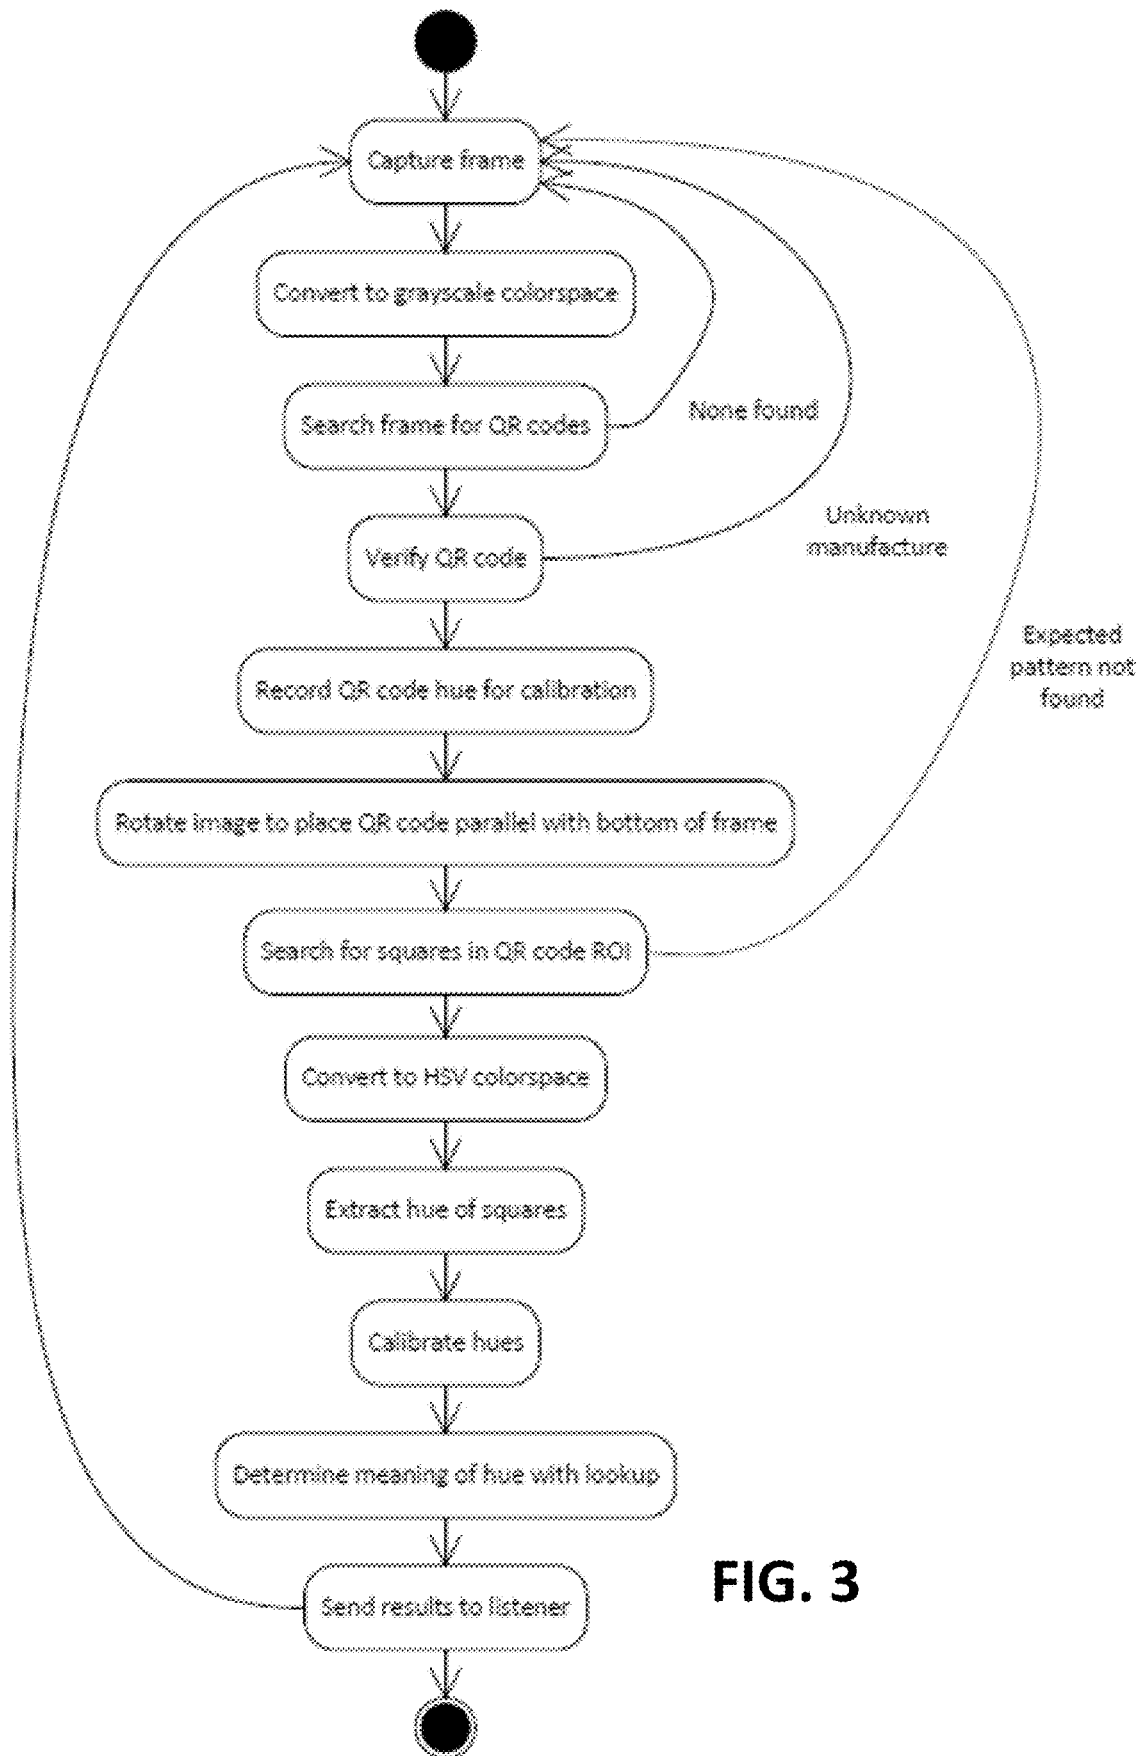 Capture frame
Convert to grayscale colorspace
Search frame for QR codes
None found
Unknown
manufacture
Verify QR code
Expected
pattern not
found
Record QR code hue for calibration
Rotate image to place QR code parallel with bottom of frame
Search for squares in QR code ROI
Convert to HSV colorspace
Extract hue of squares
Calibrate hues
Determine meaning of hue with lookup
Send results to listener
FIG. 3